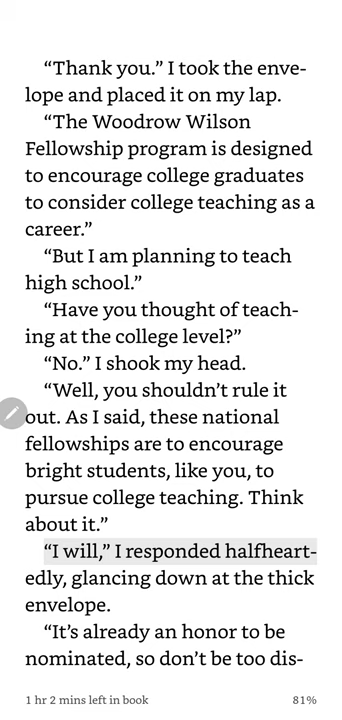 “Thank you.” I took the enve-
lope and placed it on my lap.
“The Woodrow Wilson
Fellowship program is designed
to encourage college graduates
to consider college teaching as a
career.”
“But I am planning to teach
high school.”
“Have you thought of teach-
ing at the college level?”
“No.” I shook my head.
“Well, you shouldn’t rule it
out. As I said, these national
fellowships are to encourage
bright students, like you, to
pursue college teaching. Think
about it.”
“I will,” I responded halfheart-
edly, glancing down at the thick
envelope.
“It’s already an honor to be
nominated, so don’t be too dis-
1 hr 2 mins left in book 81%